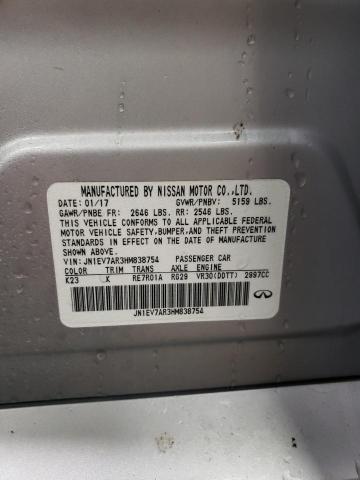 MANUFACTURED BY NISSAN MOTOR CO.,LTD.
DATE: 01/17 GVWR/PNBV: 5159 LBS.
GAWR/PNBE FR: 2646 LBS. RR: 2546 LBS.
THIS VEHICLE CONFORMS TO ALL APPLICABLE FEDERAL
MOTOR VEHICLE SAFETY,BUMPER,AND THEFT PREVENTION
STANDARDS IN EFFECT ON THE DATE OF MANUFACTURE
SHOWN ABOVE.
VIN: JN1EV7AR3HM838754 PASSENGER CAR
COLOR TRIM TRANS AXLE ENGINE
K23 K RE7R01A RG29 VR30(DDTT) 2997CC
JN1EV7AR3HM838754